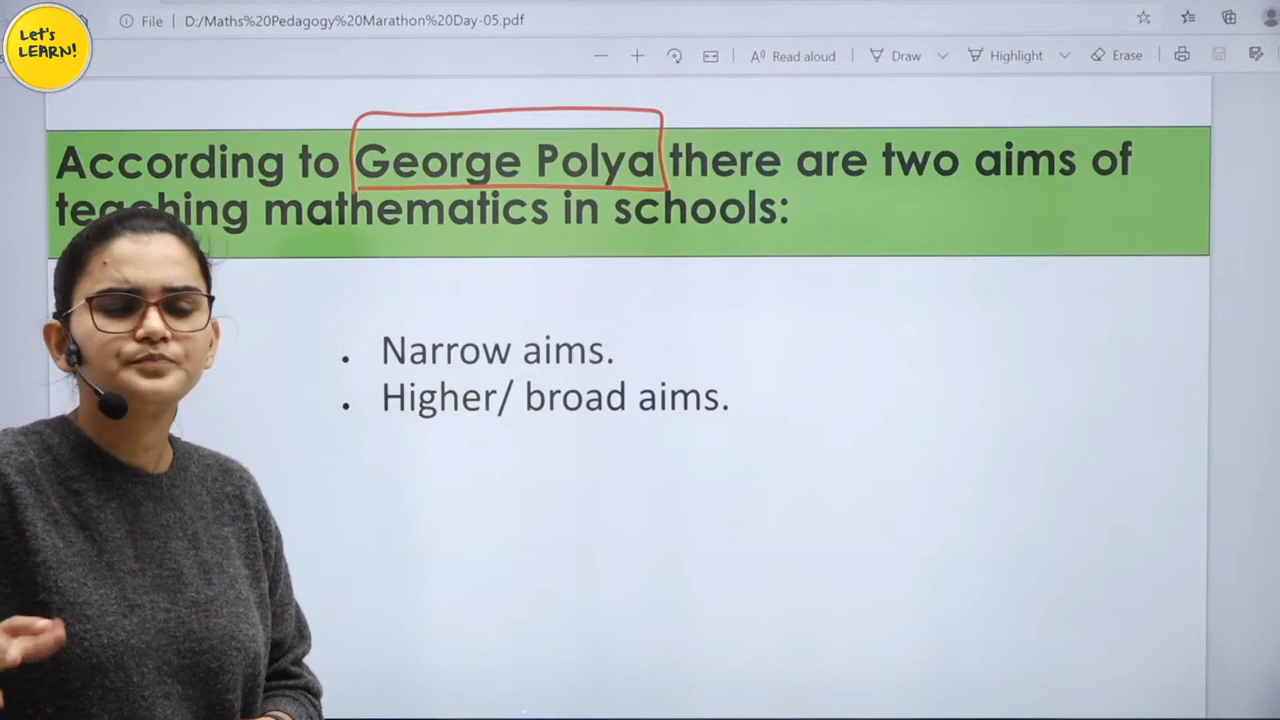 Let's
LEARN!
File | D:/Maths%20Pedagogy%20Marathon%20Day-05.pdf
Read aloud
Draw
Highlight
Erase
According to George Polya there are two aims of
teaching mathematics in schools:
. Narrow aims.
. Higher/ broad aims.